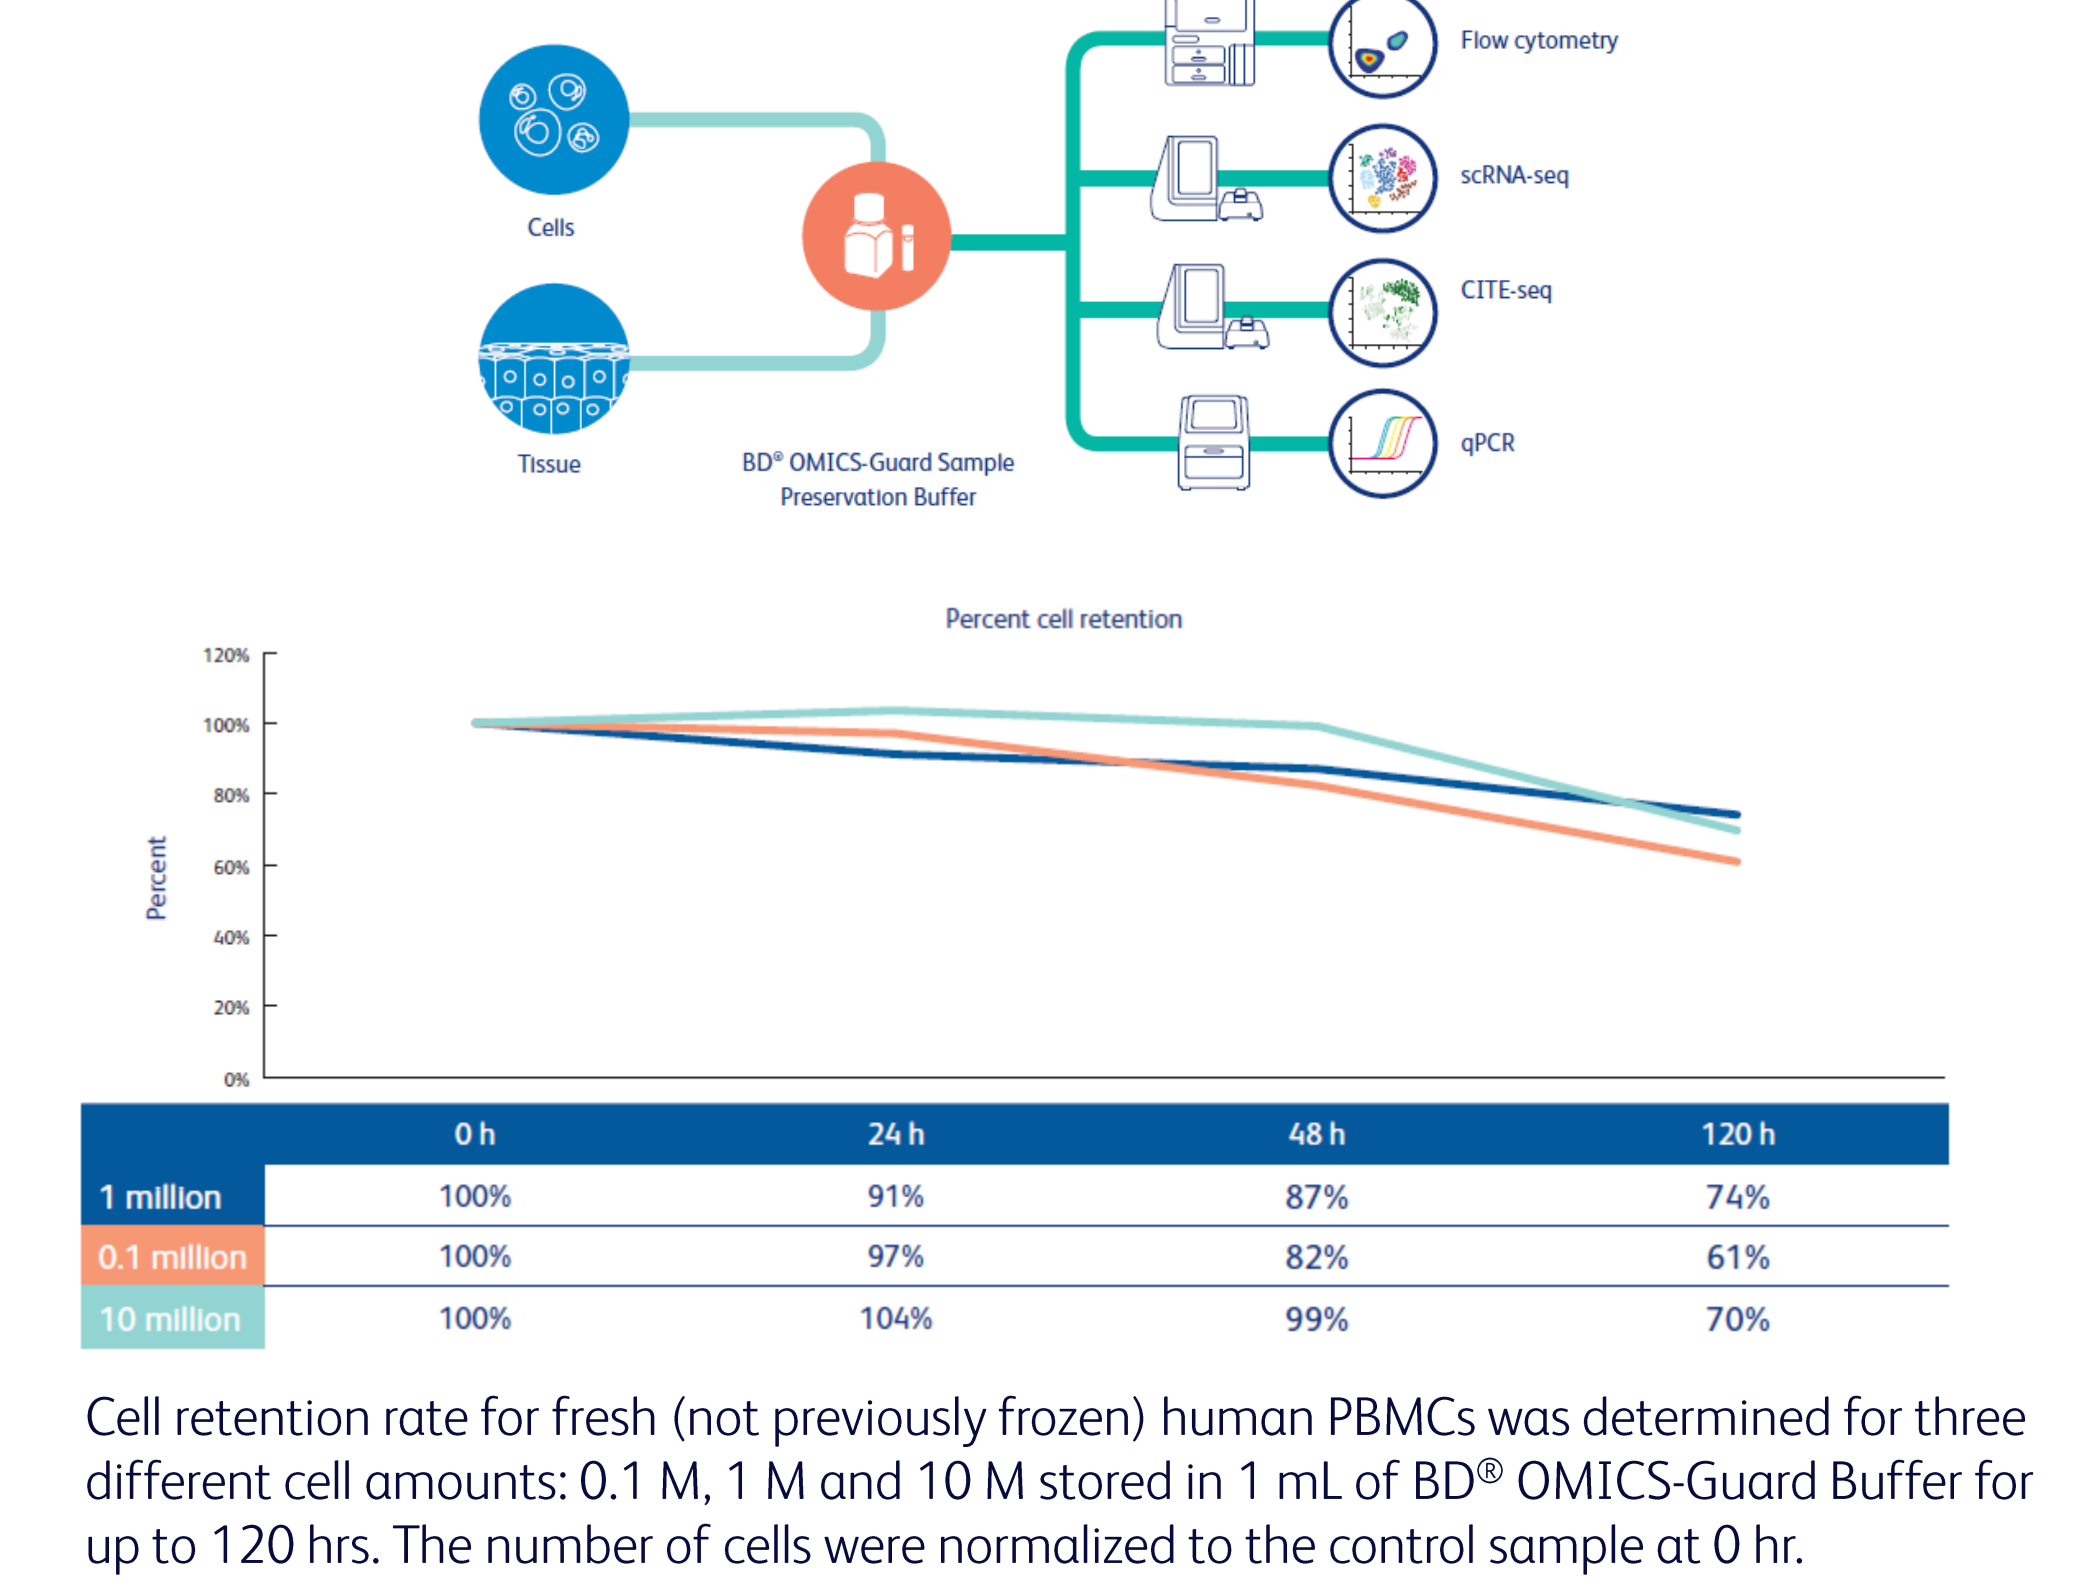 Flow cytometry
scRNA-seq
Cells
CITE-seq
qPCR
Tissue
BD® OMICS-Guard Sample
Preservation Buffer
Percent cell retention
120%
100%
80%
60%
40%
20%
0%
Percent
0 h 24 h 48 h 120 h
1 million 100% 91% 87% 74%
0.1 million 100% 97% 82% 61%
10 million 100% 104% 99% 70%
Cell retention rate for fresh (not previously frozen) human PBMCs was determined for three
different cell amounts: 0.1 M, 1 M and 10 M stored in 1 mL of BD® OMICS-Guard Buffer for
up to 120 hrs. The number of cells were normalized to the control sample at 0 hr.